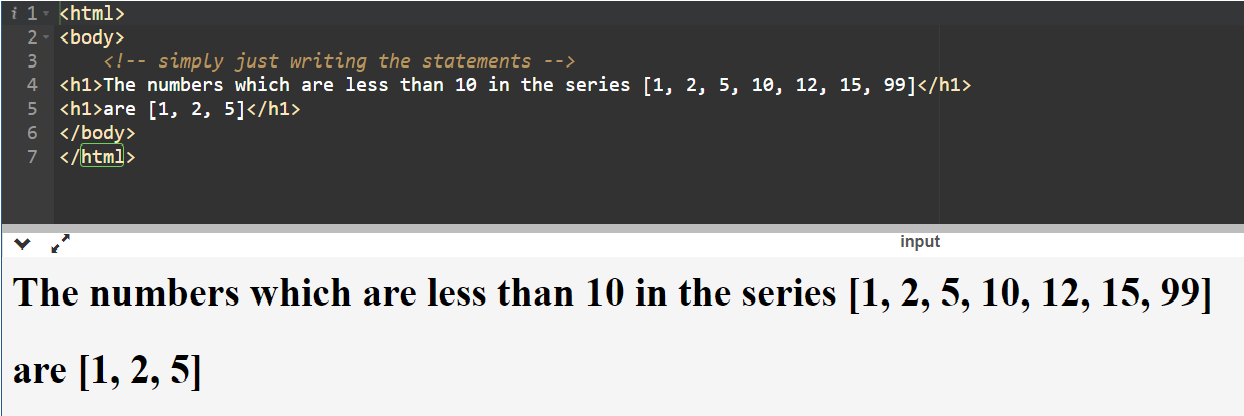 i 1 <html>
2 <body>
3 <!-- simply just writing the statements -->
4 <h1>The numbers which are less than 10 in the series [1, 2, 5, 10, 12, 15, 99]</h1>
5 <h1>are [1, 2, 5]</h1>
6 </body>
7 </html>
input
The numbers which are less than 10 in the series [1, 2, 5, 10, 12, 15, 99]
are [1, 2, 5]